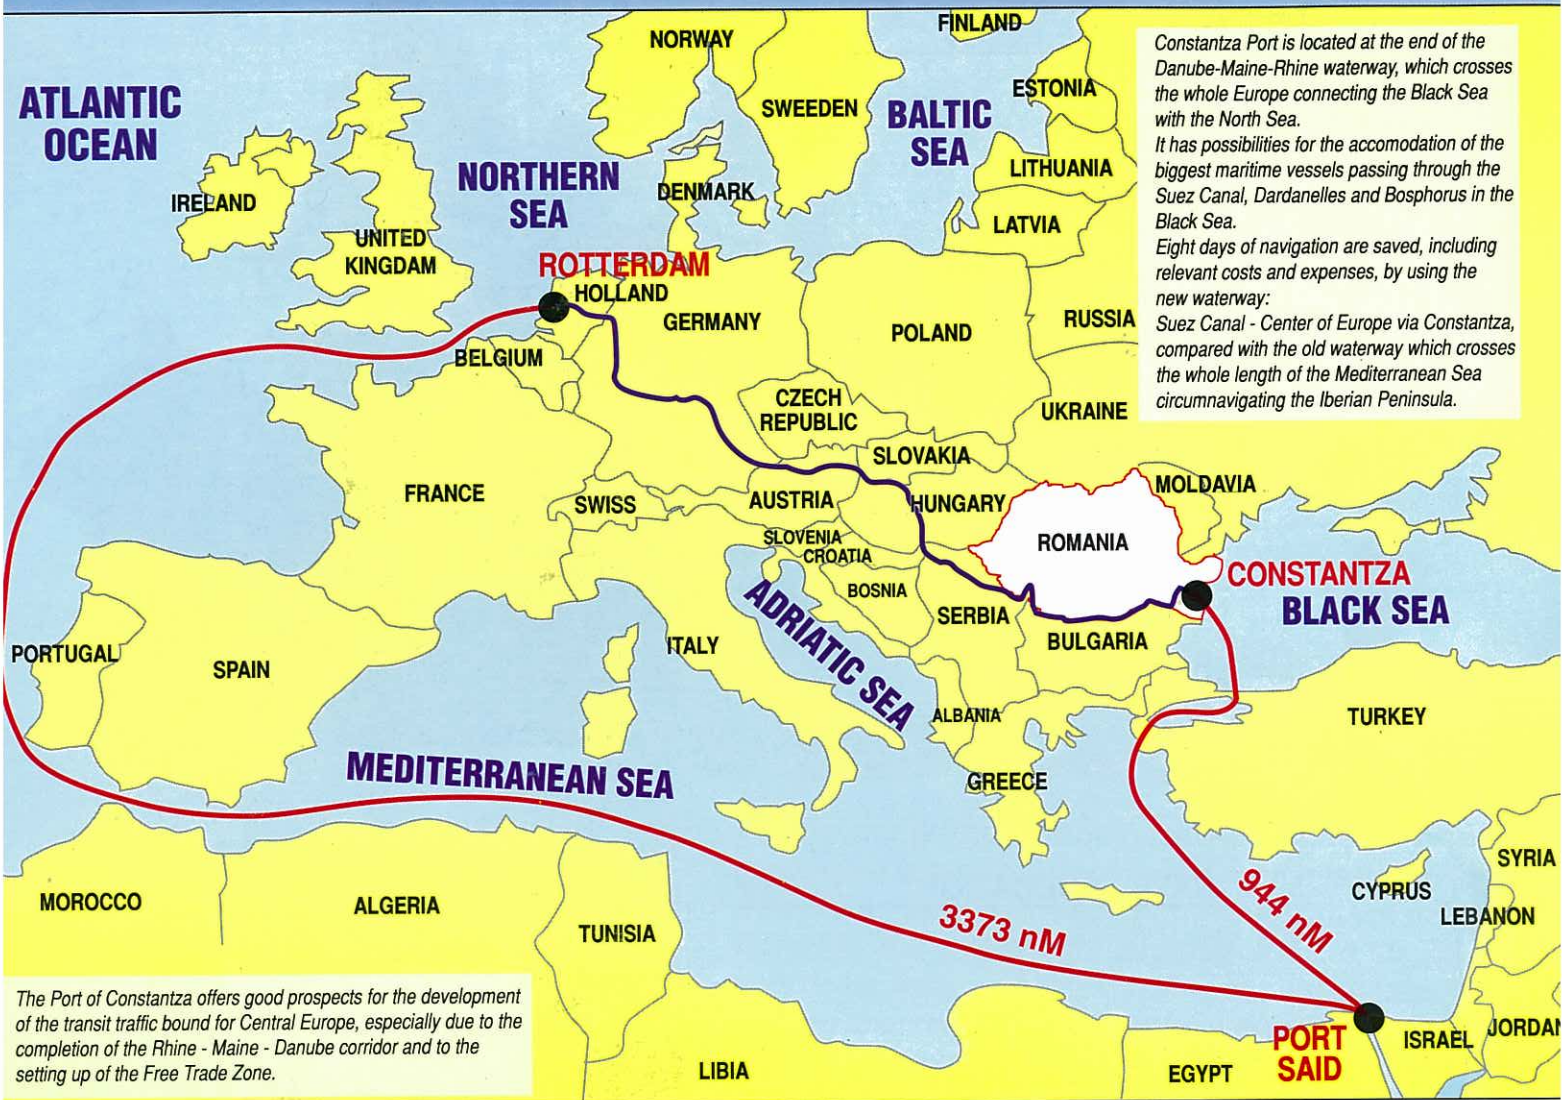 FINLAND
NORWAY
Constantza Port is located at the end of the
Danube-Maine-Rhine waterway, which crosses
the whole Europe connecting the Black Sea
with the North Sea.
It has possibilities for the accomodation of the
biggest maritime vessels passing through the
Suez Canal, Dardanelles and Bosphorus in the
Black Sea.
Eight days of navigation are saved, including
relevant costs and expenses, by using the
new waterway:
Suez Canal - Center of Europe via Constantza,
compared with the old waterway which crosses
the whole length of the Mediterranean Sea
circumnavigating the Iberian Peninsula.
ATLANTIC
OCEAN
SWEEDEN
ESTONIA
BALTIC
SEA
LITHUANIA
NORTHERN
SEA
DENMARK
IRELAND
LATVIA
UNITED
KINGDAM
ROTTERDAM
HOLLAND
GERMANY
POLAND
RUSSIA
BELGIUM
CZECH
REPUBLIC
UKRAINE
SLOVAKIA
FRANCE
SWISS
AUSTRIA
HUNGARY
MOLDAVIA
SLOVENIA
CROATIA
ROMANIA
CONSTANTZA
BLACK SEA
BOSNIA
SERBIA
BULGARIA
ADRIATIC SEA
ITALY
PORTUGAL
SPAIN
ALBANIA
TURKEY
MEDITERRANEAN SEA
GREECE
SYRIA
CYPRUS
LEBANON
MOROCCO
ALGERIA
TUNISIA
3373 nM
944 nM
The Port of Constantza offers good prospects for the development
of the transit traffic bound for Central Europe, especially due to the
completion of the Rhine - Maine - Danube corridor and to the
setting up of the Free Trade Zone.
LIBIA
EGYPT
PORT
SAID
ISRAEL
JORDAN